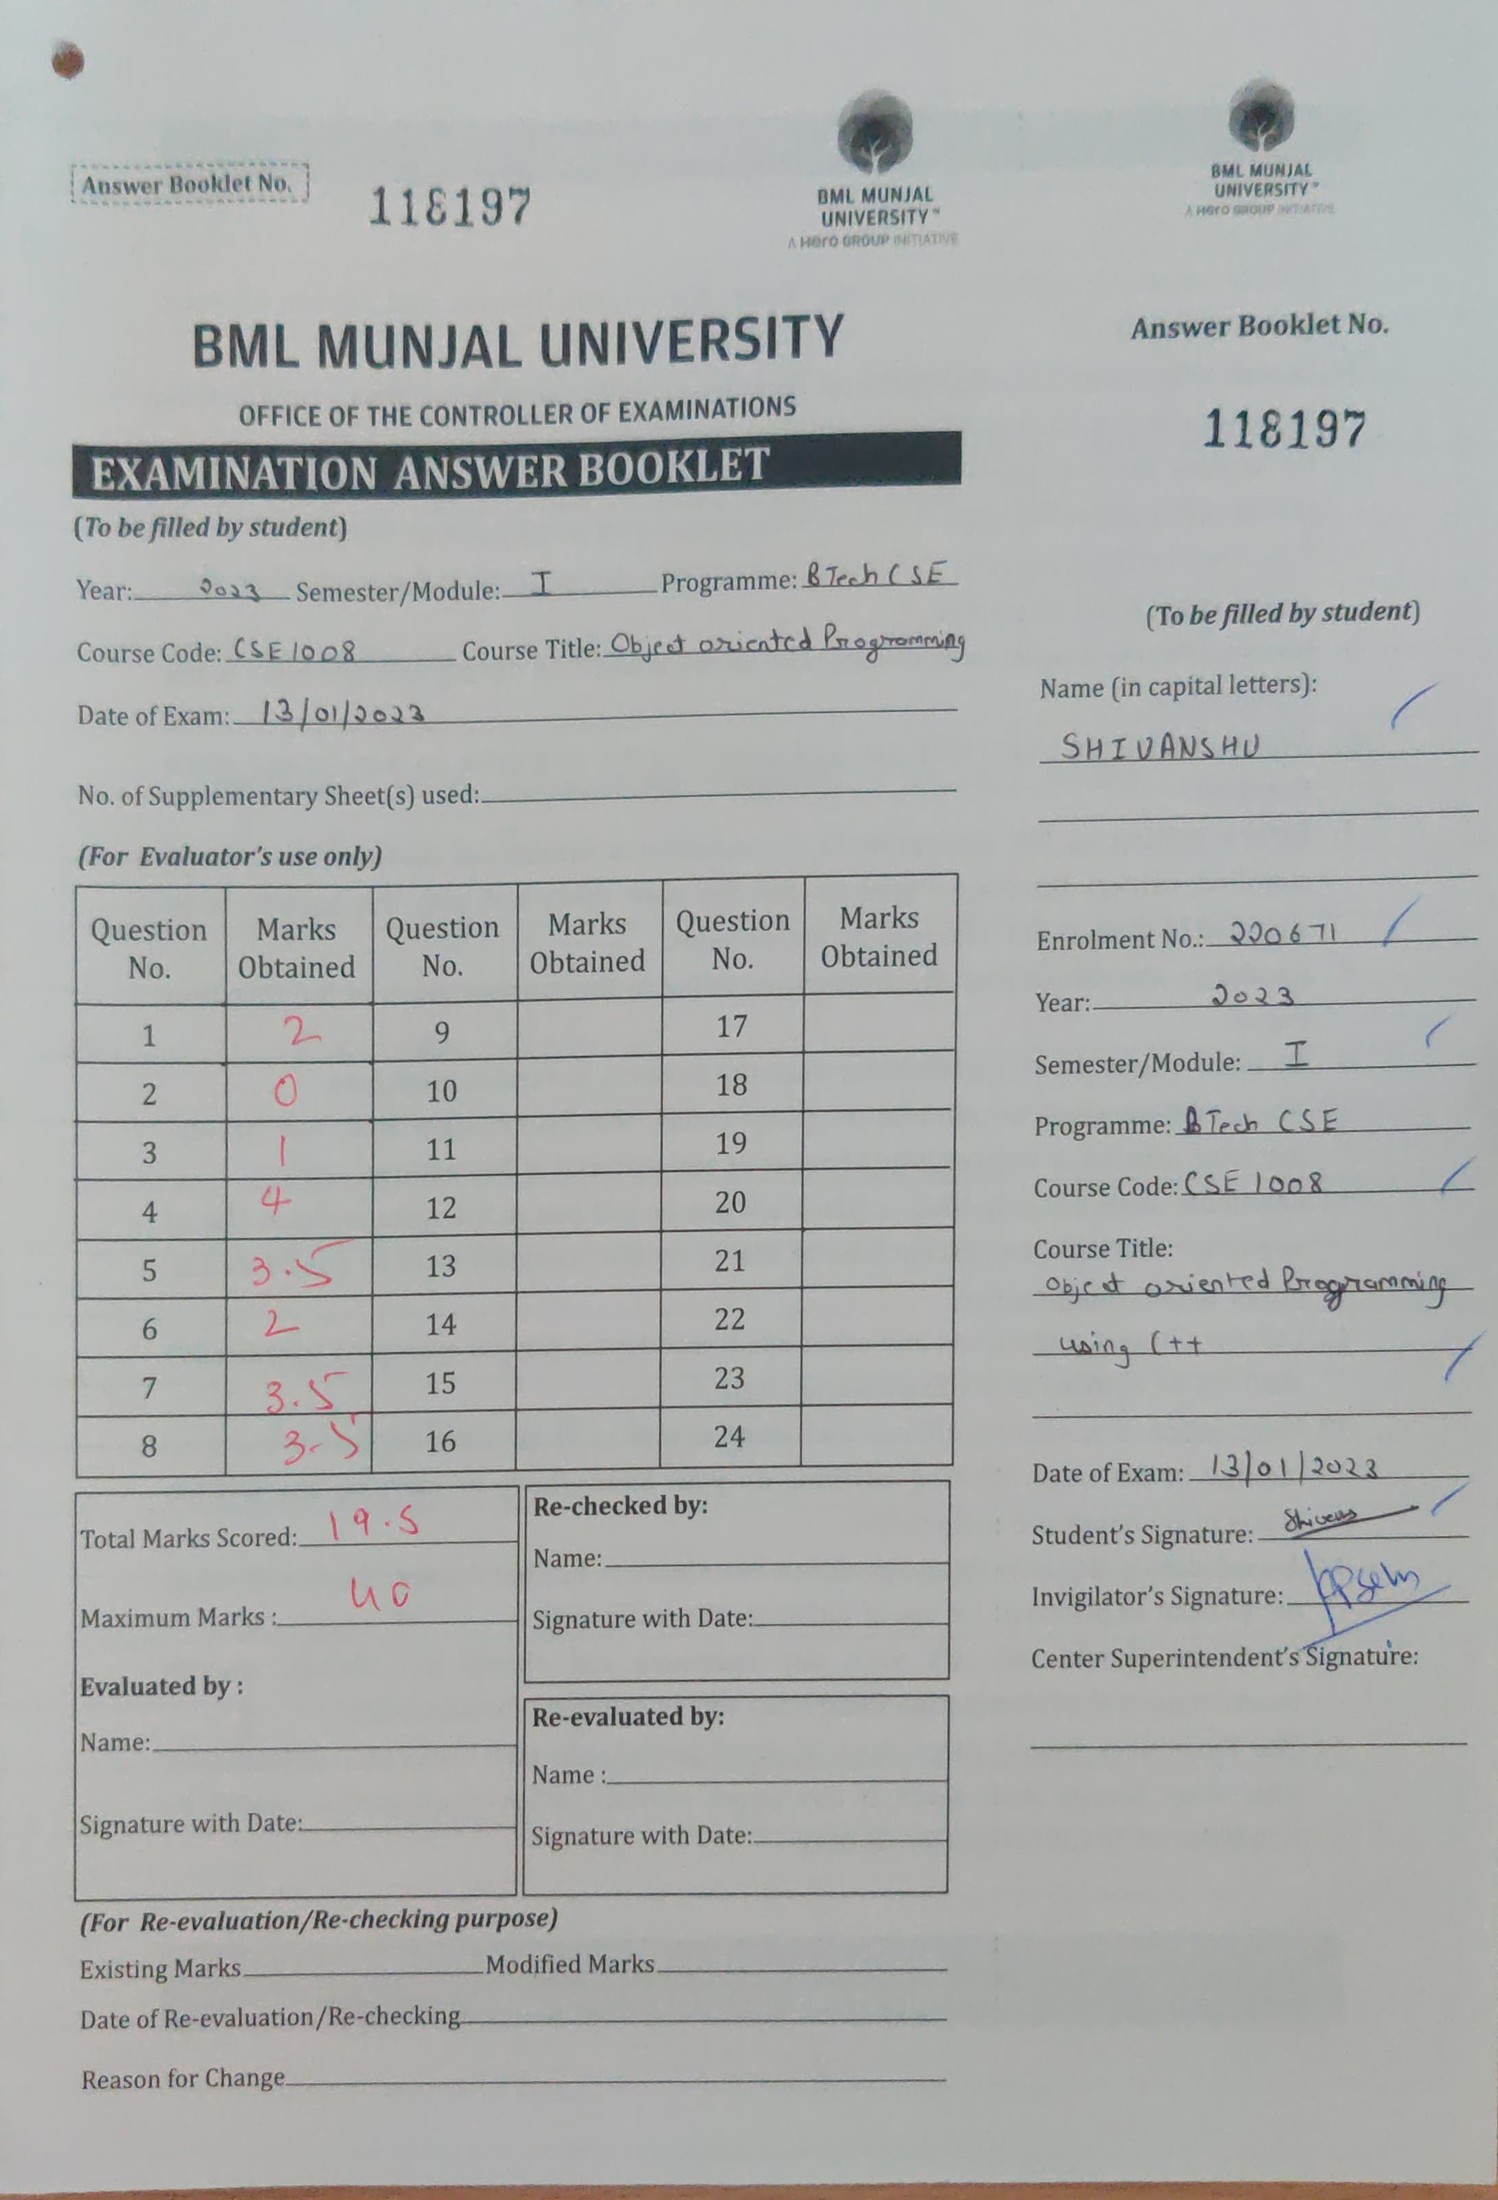 Answer Booklet No.
118197
BML MUNJAL
UNIVERSITY™
A Hero GROUP INITIATIVE
BML MUNJAL UNIVERSITY
OFFICE OF THE CONTROLLER OF EXAMINATIONS
EXAMINATION ANSWER BOOKLET
(To be filled by student)
Year: 2023 Semester/Module: I Programme: BTech CSE
Course Code: CSE1008 Course Title: Object oriented Programming
Date of Exam: 13/01/2023
No. of Supplementary Sheet(s) used:
(For Evaluator's use only)
Question No. Marks Obtained Question No. Marks Obtained Question No. Marks Obtained
1 2 9 17
2 0 10 18
3 1 11 19
4 4 12 20
5 3.5 13 21
6 2 14 22
7 3.5 15 23
8 3.5 16 24
Total Marks Scored: 19.5
Maximum Marks : 40
Evaluated by :
Name:
Signature with Date:
Re-checked by:
Name:
Signature with Date:
Re-evaluated by:
Name :
Signature with Date:
(For Re-evaluation/Re-checking purpose)
Existing Marks Modified Marks
Date of Re-evaluation/Re-checking
Reason for Change
BML MUNJAL
UNIVERSITY™
A Hero GROUP INITIATIVE
Answer Booklet No.
118197
(To be filled by student)
Name (in capital letters):
SHIVANSHU
Enrolment No.: 220671
Year: 2023
Semester/Module: I
Programme: BTech CSE
Course Code: CSE 1008
Course Title:
Object oriented Programming
using C++
Date of Exam: 13/01/2023
Student's Signature:
Invigilator's Signature:
Center Superintendent's Signature: